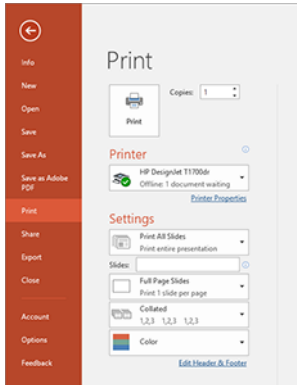 Info
New
Open
Save
Save As
Save as Adobe
PDF
Print
Share
Export
Close
Account
Options
Feedback
Print
Copies: 1
Print
Printer
HP DesignJet T1700dr
Offline: 1 document waiting
Printer Properties
Settings
Print All Slides
Print entire presentation
Slides:
Full Page Slides
Print 1 slide per page
Collated
1,2,3 1,2,3 1,2,3
Color
Edit Header & Footer